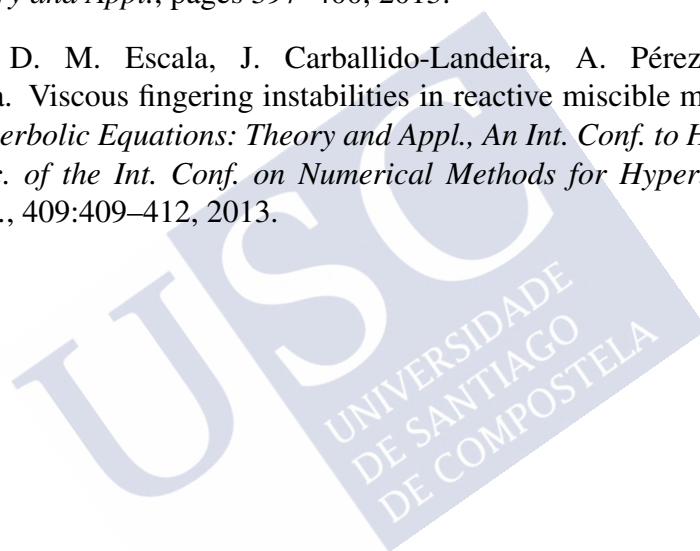 ry and Appl., pages 397–400, 2013.
D. M. Escala, J. Carballido-Landeira, A. Pérez
a. Viscous fingering instabilities in reactive miscible m
erbolic Equations: Theory and Appl., An Int. Conf. to H
c. of the Int. Conf. on Numerical Methods for Hyper
., 409:409–412, 2013.
USC
UNIVERSIDADE
DE SANTIAGO
DE COMPOSTELA